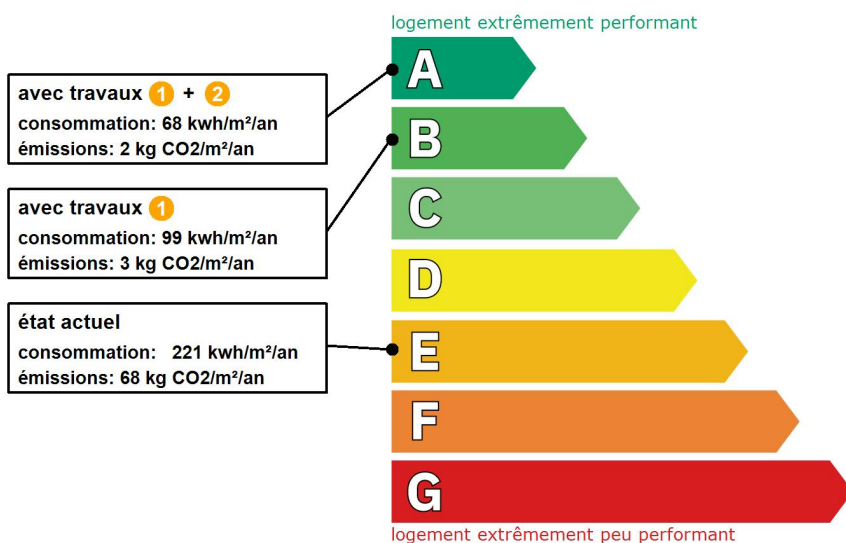 logement extrêmement performant
avec travaux 1 + 2
consommation: 68 kwh/m²/an
émissions: 2 kg CO2/m²/an
avec travaux 1
consommation: 99 kwh/m²/an
émissions: 3 kg CO2/m²/an
état actuel
consommation: 221 kwh/m²/an
émissions: 68 kg CO2/m²/an
A
B
C
D
E
F
G
logement extrêmement peu performant